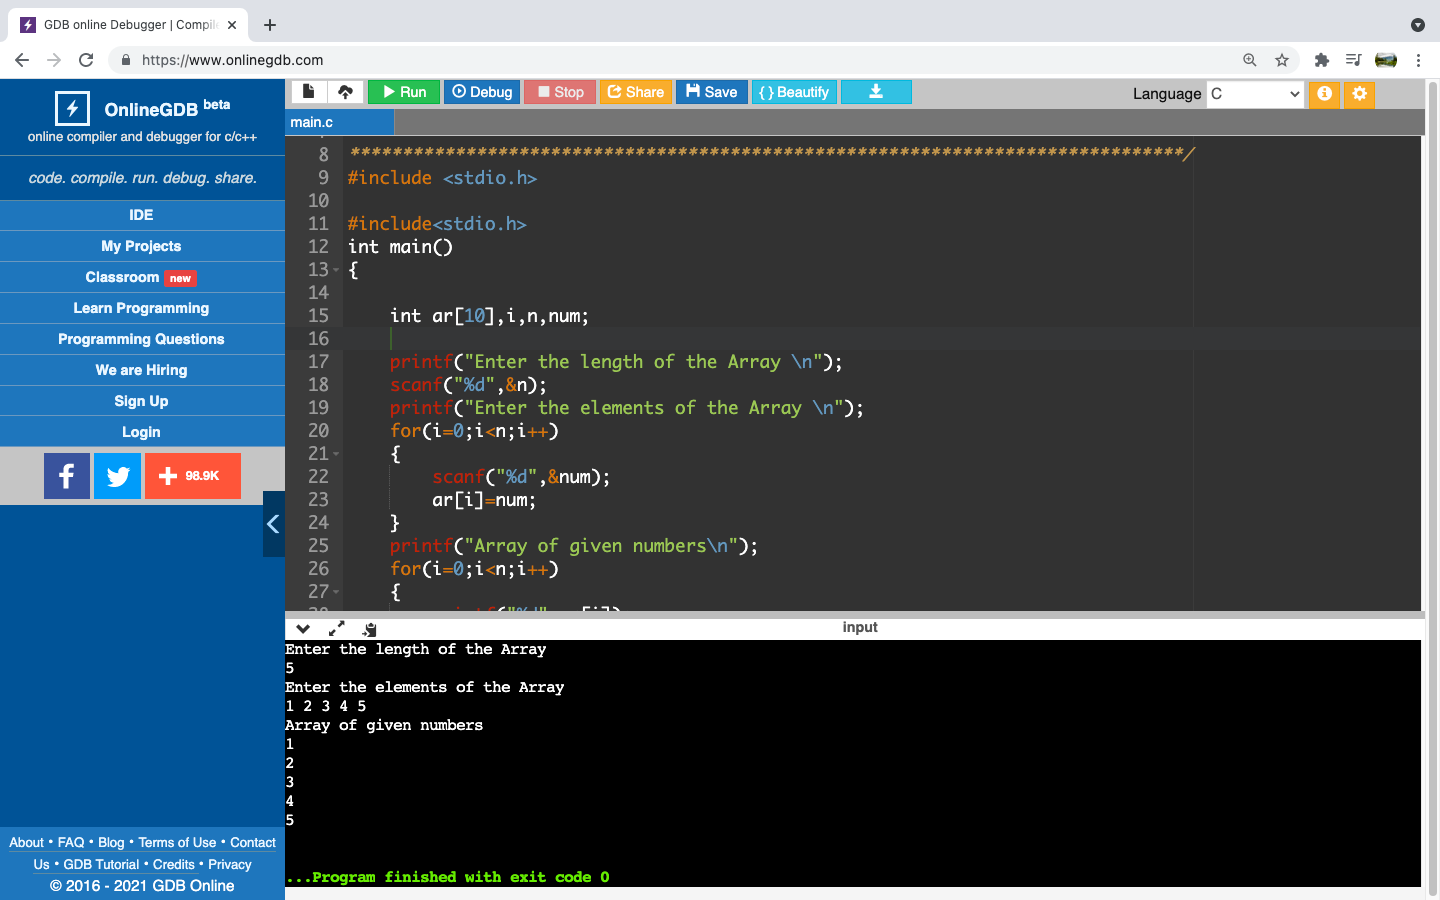 GDB online Debugger | Compil
https://www.onlinegdb.com
OnlineGDB beta
online compiler and debugger for c/c++
code. compile. run. debug. share.
IDE
My Projects
Classroom new
Learn Programming
Programming Questions
We are Hiring
Sign Up
Login
98.9K
About • FAQ • Blog • Terms of Use • Contact
Us • GDB Tutorial • Credits • Privacy
© 2016 - 2021 GDB Online
Run Debug Stop Share Save {} Beautify
Language C
main.c
8 *******************************************************************************/
9 #include <stdio.h>
10
11 #include<stdio.h>
12 int main()
13 {
14
15 int ar[10],i,n,num;
16
17 printf("Enter the length of the Array \n");
18 scanf("%d",&n);
19 printf("Enter the elements of the Array \n");
20 for(i=0;i<n;i++)
21 {
22 scanf("%d",&num);
23 ar[i]=num;
24 }
25 printf("Array of given numbers\n");
26 for(i=0;i<n;i++)
27 {
input
Enter the length of the Array
5
Enter the elements of the Array
1 2 3 4 5
Array of given numbers
1
2
3
4
5
...Program finished with exit code 0